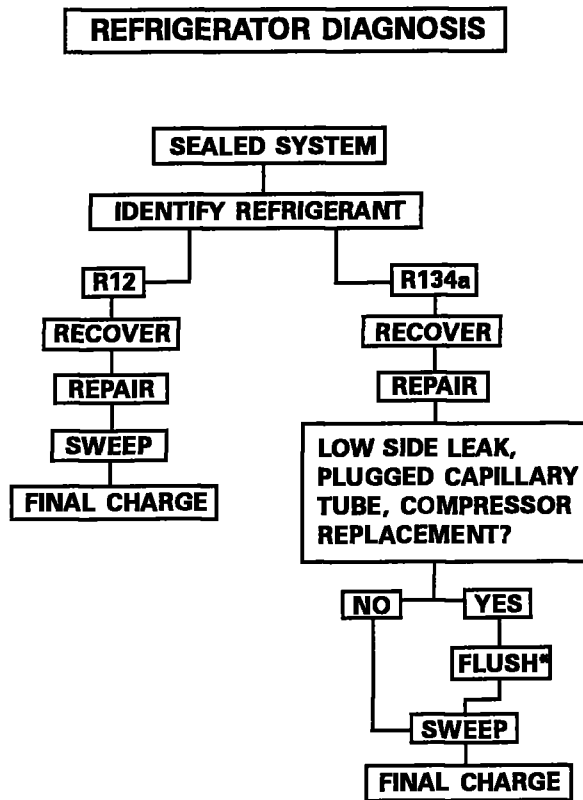 REFRIGERATOR DIAGNOSIS
SEALED SYSTEM
IDENTIFY REFRIGERANT
R12
RECOVER
REPAIR
SWEEP
FINAL CHARGE
R134a
RECOVER
REPAIR
LOW SIDE LEAK,
PLUGGED CAPILLARY
TUBE, COMPRESSOR
REPLACEMENT?
NO
YES
FLUSH*
SWEEP
FINAL CHARGE